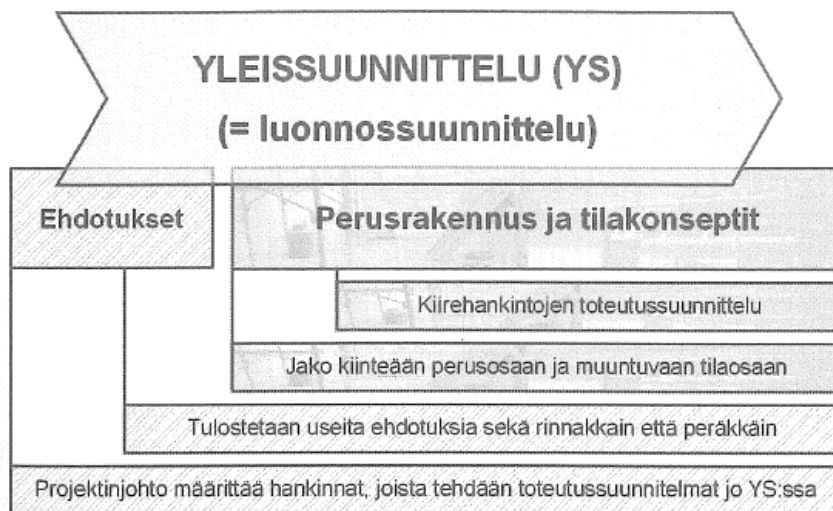 YLEISSUUNNITTELU (YS)
(= luonnossuunnittelu)
Ehdotukset
Perusrakennus ja tilakonseptit
Kiirehankintojen toteutussuunnittelu
Jako kiinteään perusosaan ja muuntuvaan tilaosaan
Tulostetaan useita ehdotuksia sekä rinnakkain että peräkkäin
Projektinjohto määrittää hankinnat, joista tehdään toteutussuunnitelmat jo YS:ssa